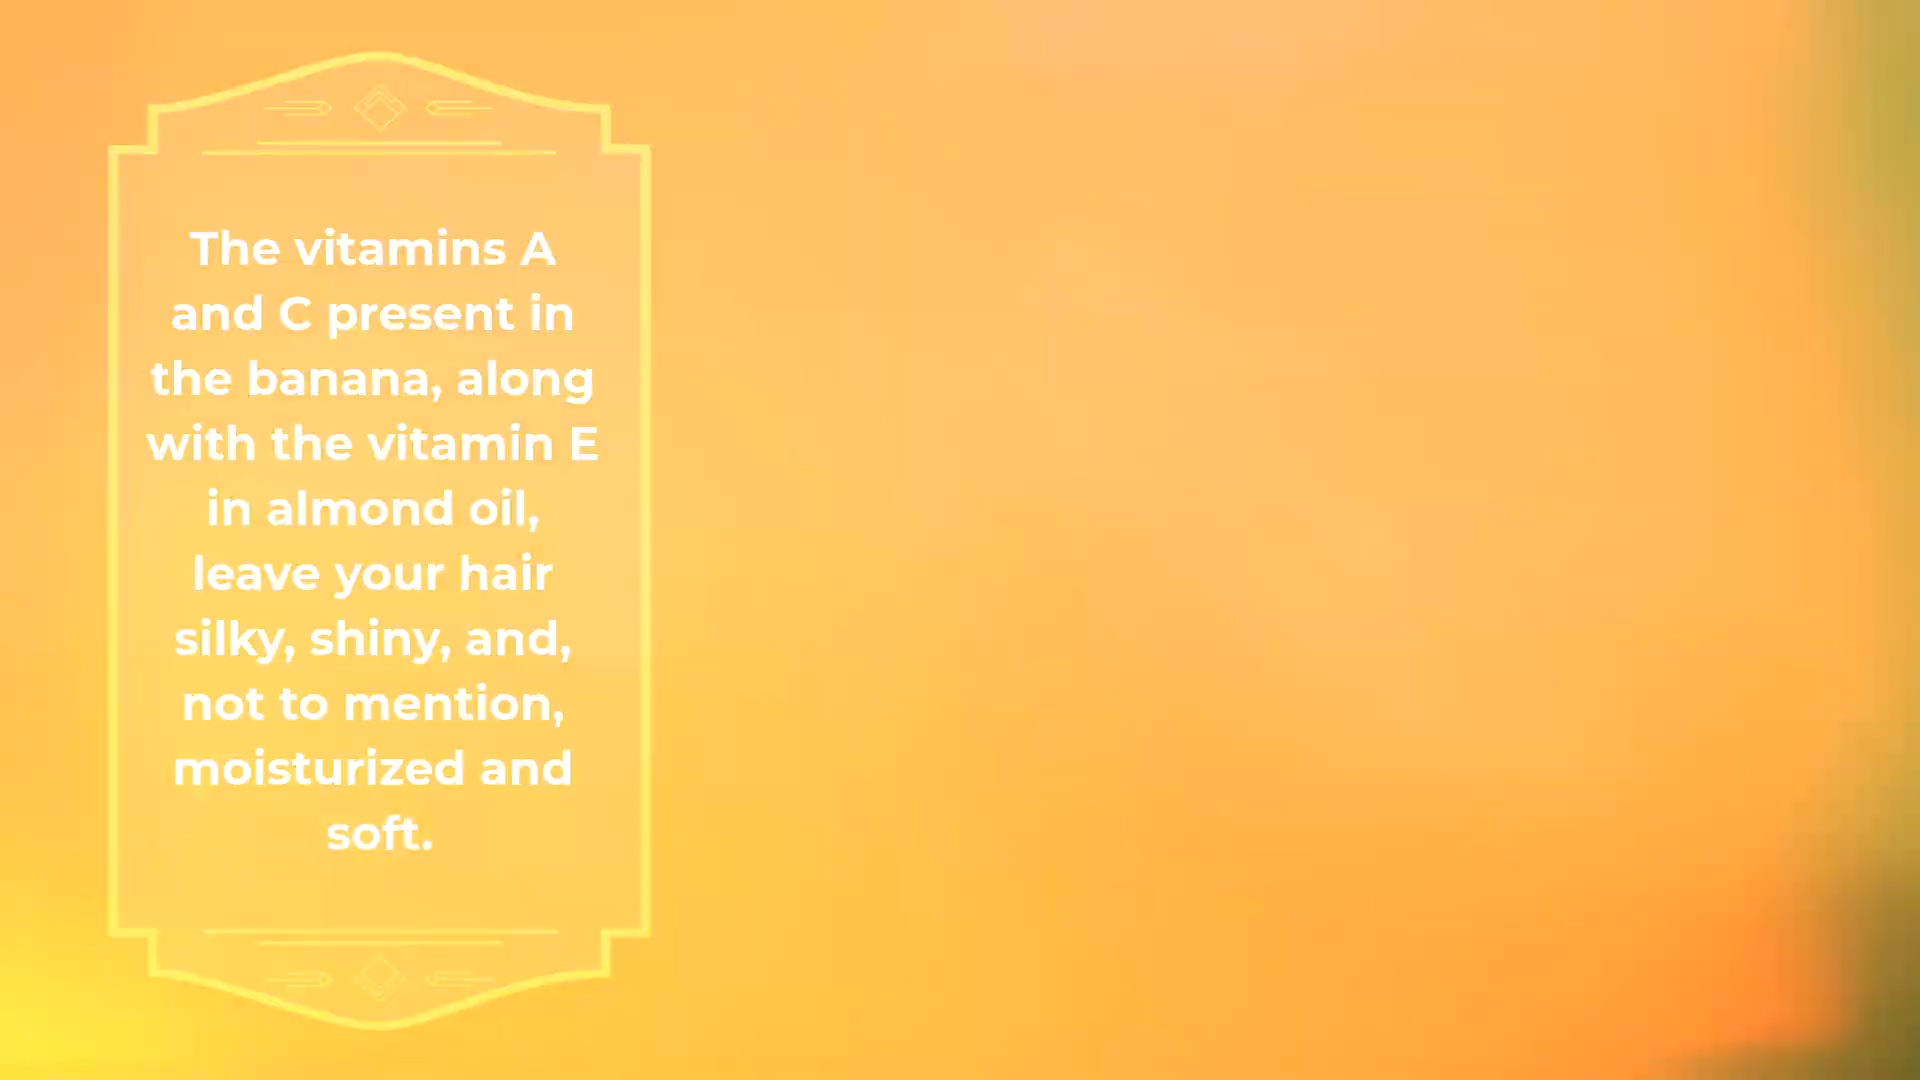 The vitamins A
and C present in
the banana, along
with the vitamin E
in almond oil,
leave your hair
silky, shiny, and,
not to mention,
moisturized and
soft.